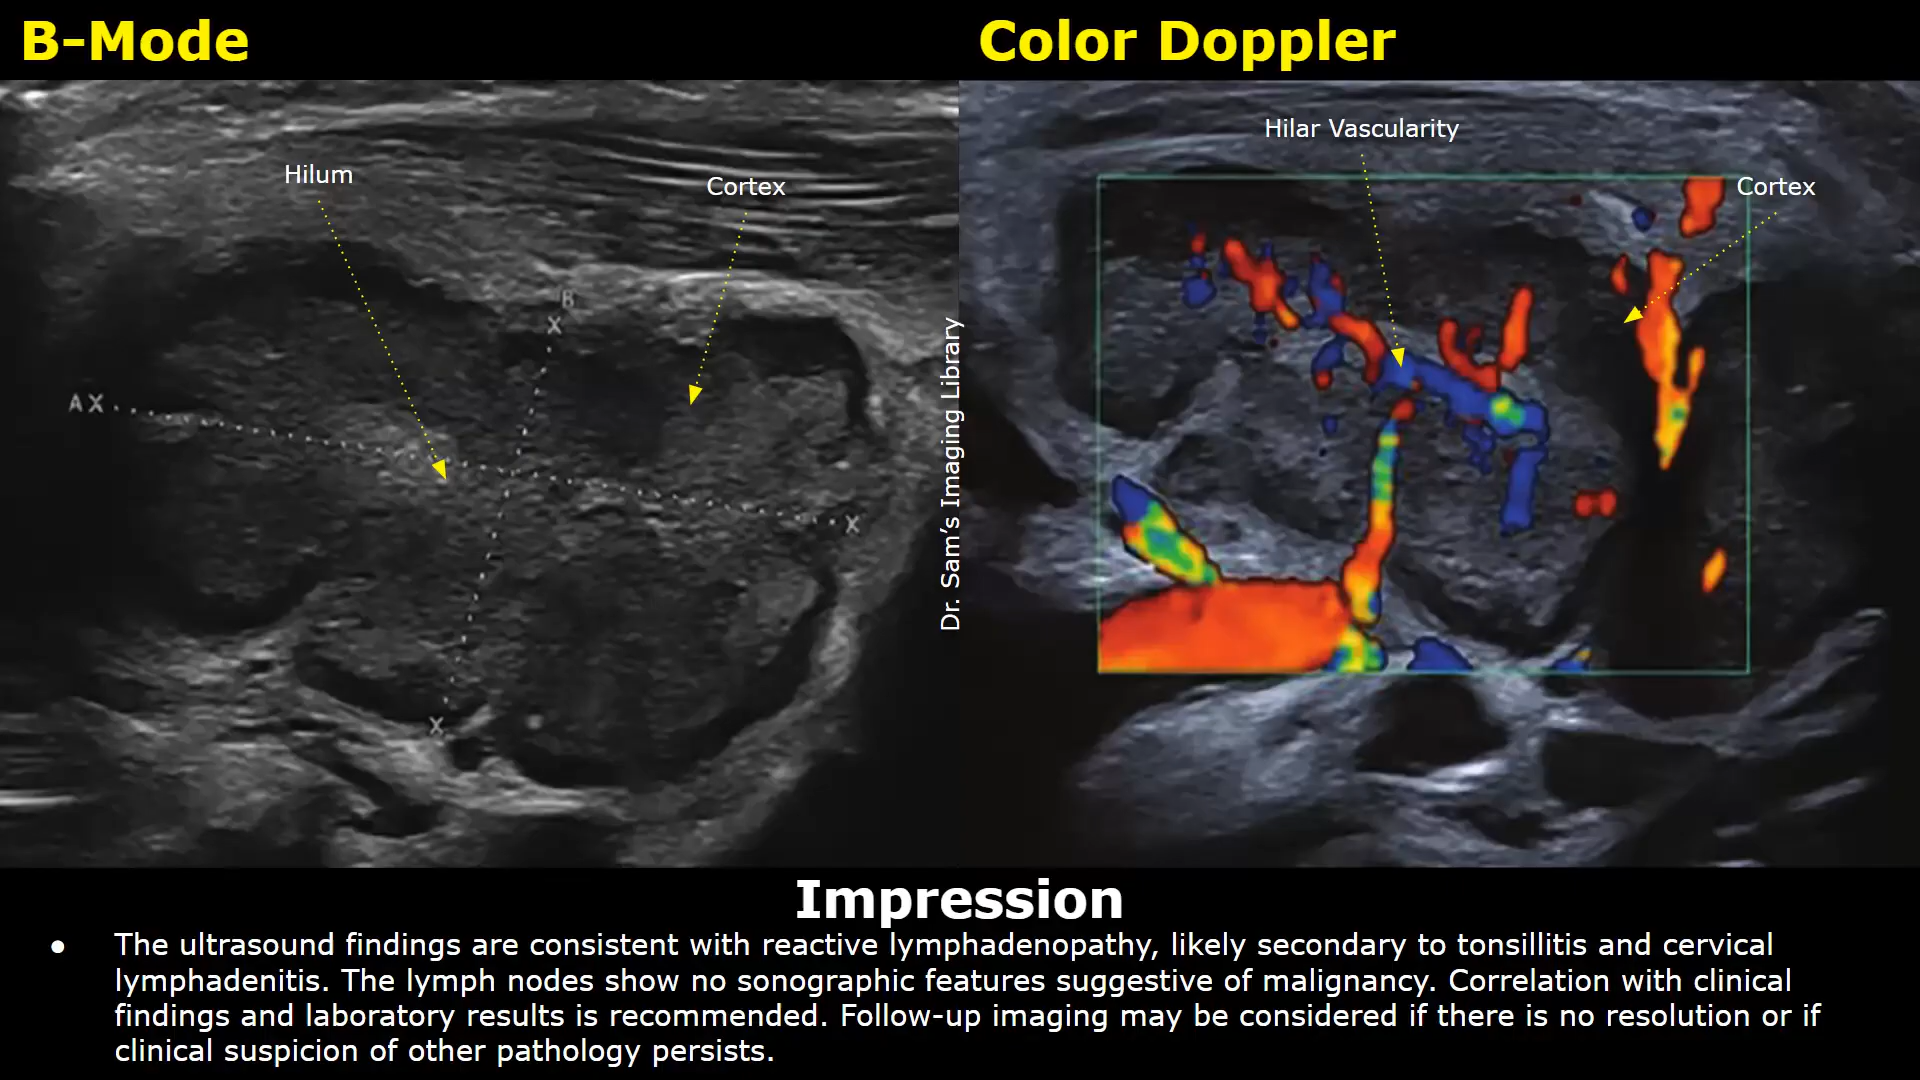 B-Mode
Color Doppler
Hilum
Cortex
Hilar Vascularity
Cortex
B
X
A X
X
X
Dr. Sam's Imaging Library
Impression
● The ultrasound findings are consistent with reactive lymphadenopathy, likely secondary to tonsillitis and cervical
lymphadenitis. The lymph nodes show no sonographic features suggestive of malignancy. Correlation with clinical
findings and laboratory results is recommended. Follow-up imaging may be considered if there is no resolution or if
clinical suspicion of other pathology persists.